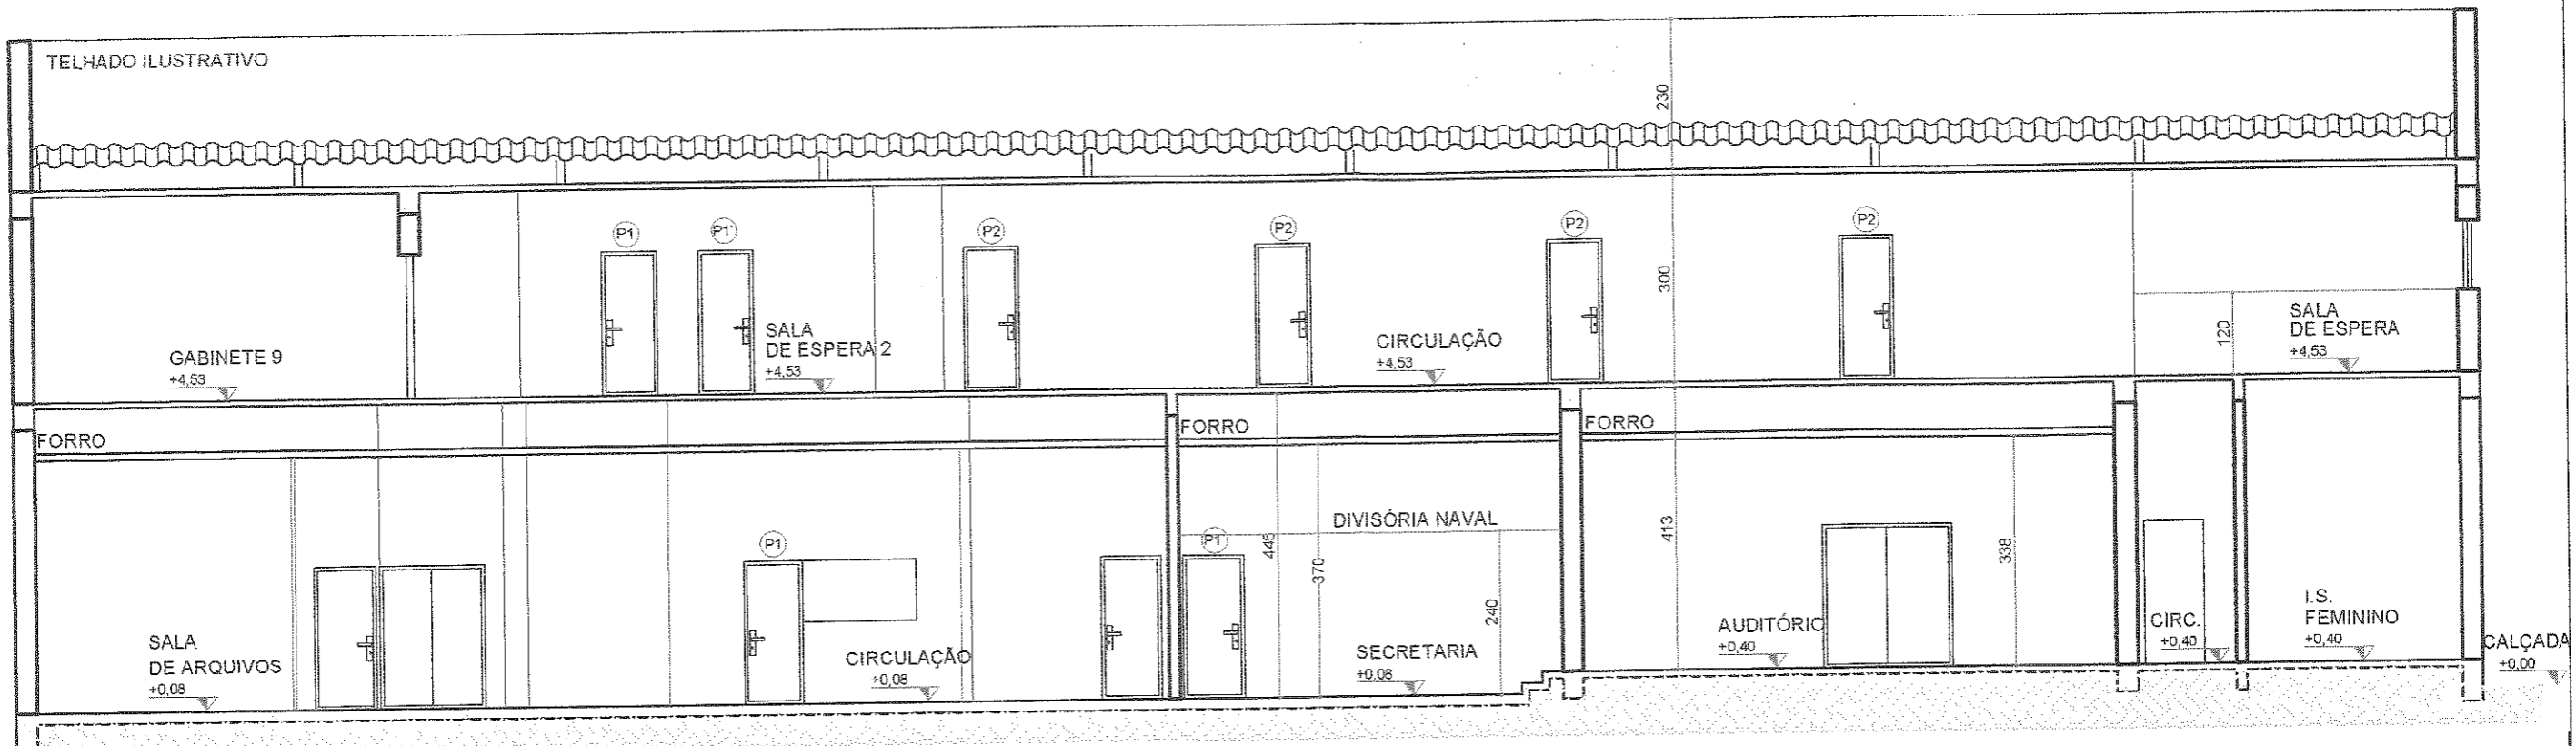 TELHADO ILUSTRATIVO
230
P1
P1'
P2
P2
P2
P2
300
GABINETE 9
+4,53
SALA
DE ESPERA 2
+4,53
CIRCULAÇÃO
+4,53
120
SALA
DE ESPERA
+4,53
FORRO
FORRO
FORRO
DIVISÓRIA NAVAL
P1
P1
445
370
240
413
338
SALA
DE ARQUIVOS
+0,08
CIRCULAÇÃO
+0,08
SECRETARIA
+0,08
AUDITÓRIO
+0,40
CIRC.
+0,40
I.S.
FEMININO
+0,40
CALÇADA
+0,00